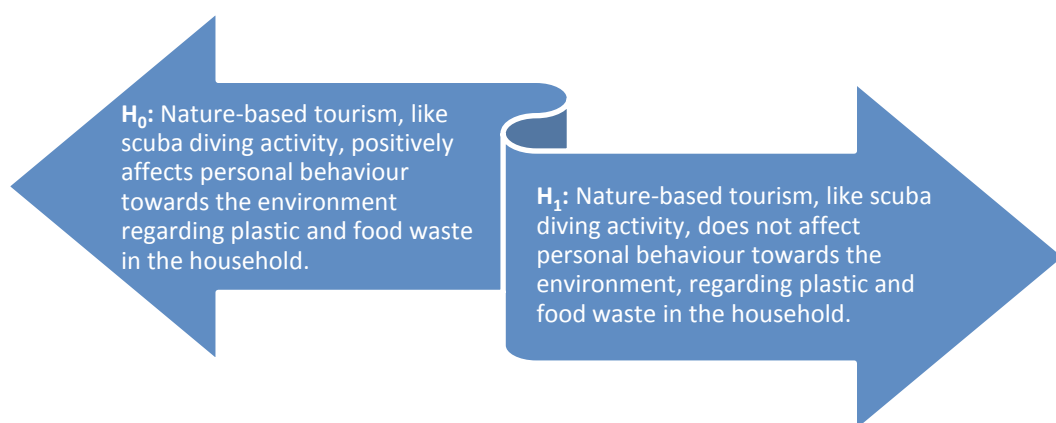 H₀: Nature-based tourism, like
scuba diving activity, positively
affects personal behaviour
towards the environment
regarding plastic and food waste
in the household.
H₁: Nature-based tourism, like scuba
diving activity, does not affect
personal behaviour towards the
environment, regarding plastic and
food waste in the household.